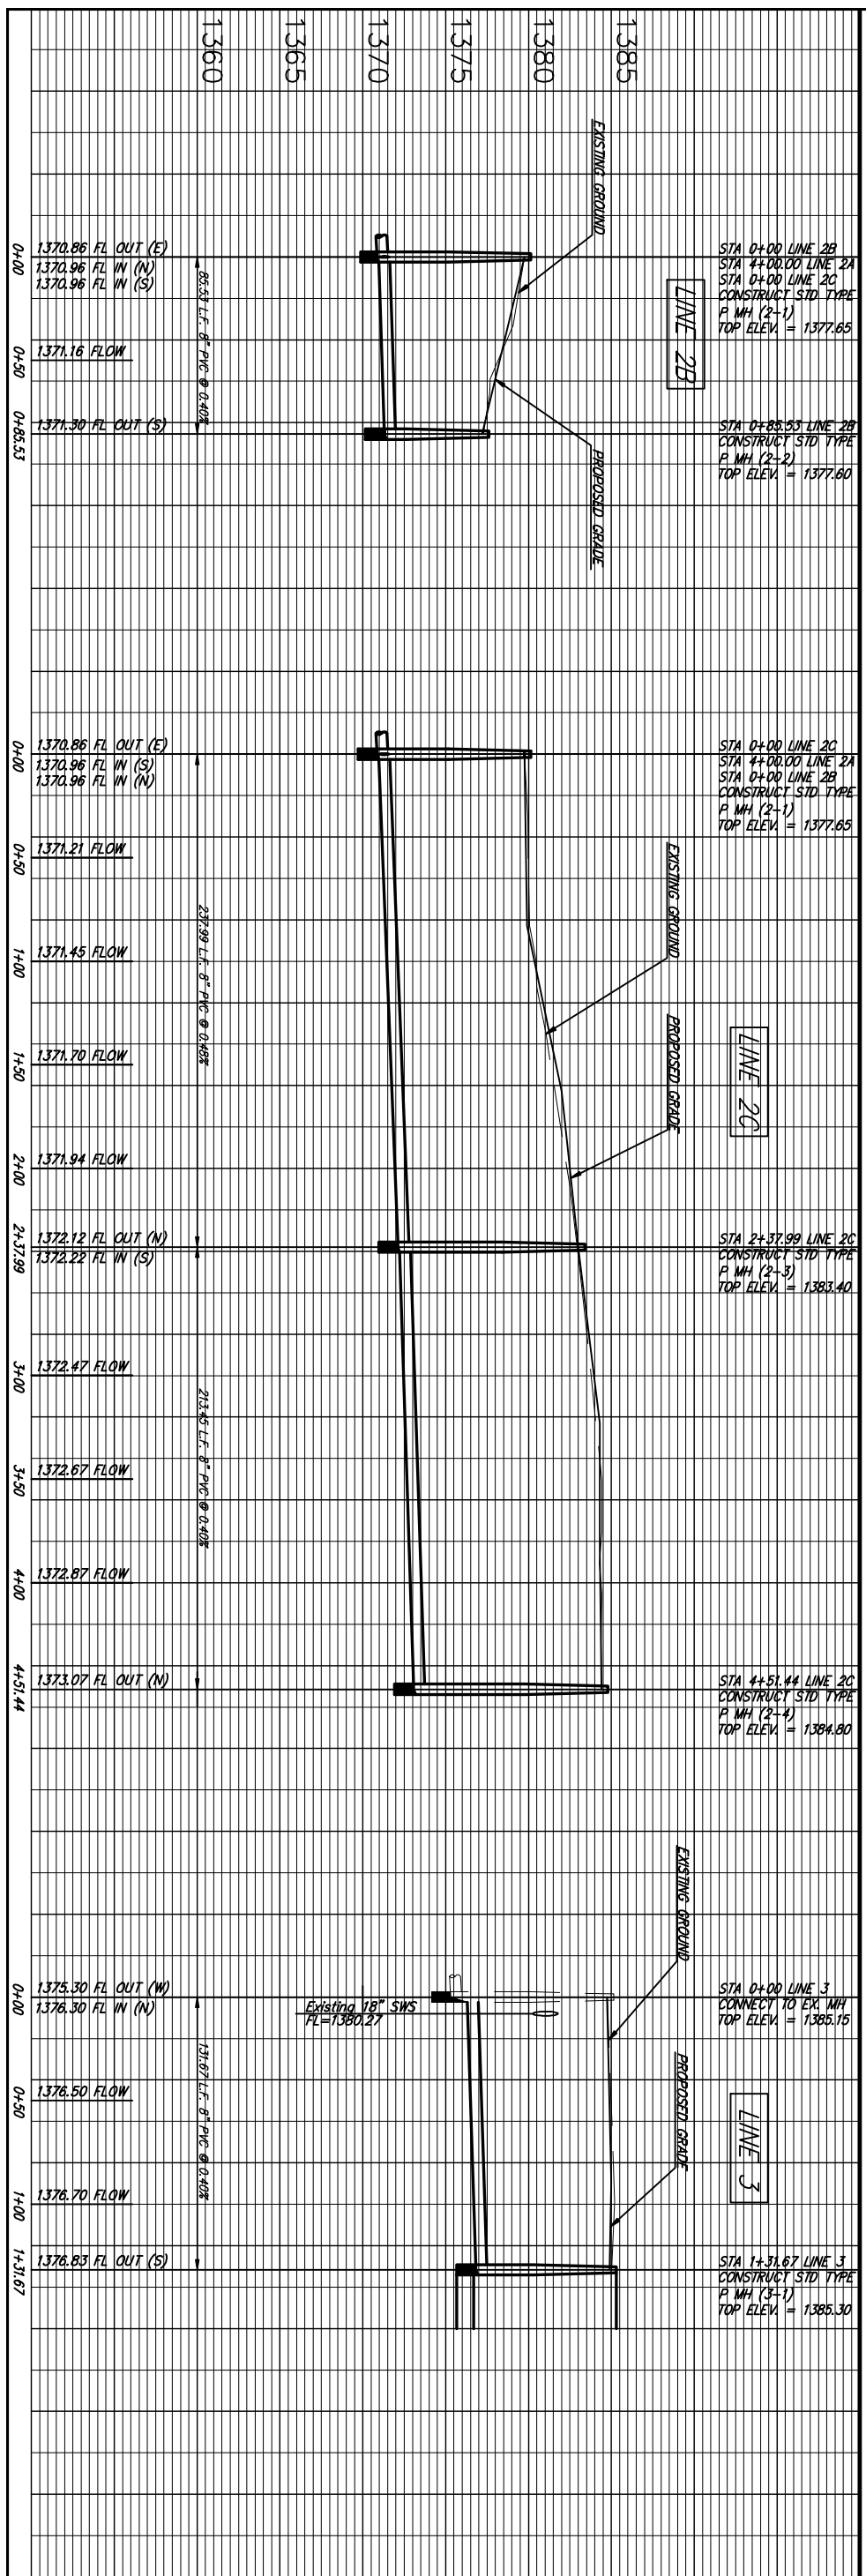 1385
1380
1375
1370
1365
1360
STA 0+00 LINE 2B
STA 4+00.00 LINE 2A
STA 0+00 LINE 2C
CONSTRUCT STD TYPE
P MH (2-1)
TOP ELEV. = 1377.65
LINE 2B
STA 0+85.53 LINE 2B
CONSTRUCT STD TYPE
P MH (2-2)
TOP ELEV. = 1377.60
EXISTING GROUND
PROPOSED GRADE
85.53 L.F. 8" PVC @ 0.40%
1370.86 FL OUT (E)
1370.96 FL IN (N)
1370.96 FL IN (S)
1371.16 FLOW
1371.30 FL OUT (S)
0+00
0+50
0+85.53
STA 0+00 LINE 2C
STA 4+00.00 LINE 2A
STA 0+00 LINE 2B
CONSTRUCT STD TYPE
P MH (2-1)
TOP ELEV. = 1377.65
LINE 2C
STA 2+37.99 LINE 2C
CONSTRUCT STD TYPE
P MH (2-3)
TOP ELEV. = 1383.40
STA 4+51.44 LINE 2C
CONSTRUCT STD TYPE
P MH (2-4)
TOP ELEV. = 1384.80
EXISTING GROUND
PROPOSED GRADE
237.99 L.F. 8" PVC @ 0.48%
213.45 L.F. 8" PVC @ 0.40%
1370.86 FL OUT (E)
1370.96 FL IN (S)
1370.96 FL IN (N)
1371.21 FLOW
1371.45 FLOW
1371.70 FLOW
1371.94 FLOW
1372.12 FL OUT (N)
1372.22 FL IN (S)
1372.47 FLOW
1372.67 FLOW
1372.87 FLOW
1373.07 FL OUT (N)
0+00
0+50
1+00
1+50
2+00
2+37.99
3+00
3+50
4+00
4+51.44
STA 0+00 LINE 3
CONNECT TO EX. MH
TOP ELEV. = 1385.15
LINE 3
STA 1+31.67 LINE 3
CONSTRUCT STD TYPE
P MH (3-1)
TOP ELEV. = 1385.30
EXISTING GROUND
PROPOSED GRADE
Existing 18" SWS
FL=1380.27
131.67 L.F. 8" PVC @ 0.40%
1375.30 FL OUT (W)
1376.30 FL IN (N)
1376.50 FLOW
1376.70 FLOW
1376.83 FL OUT (S)
0+00
0+50
1+00
1+31.67